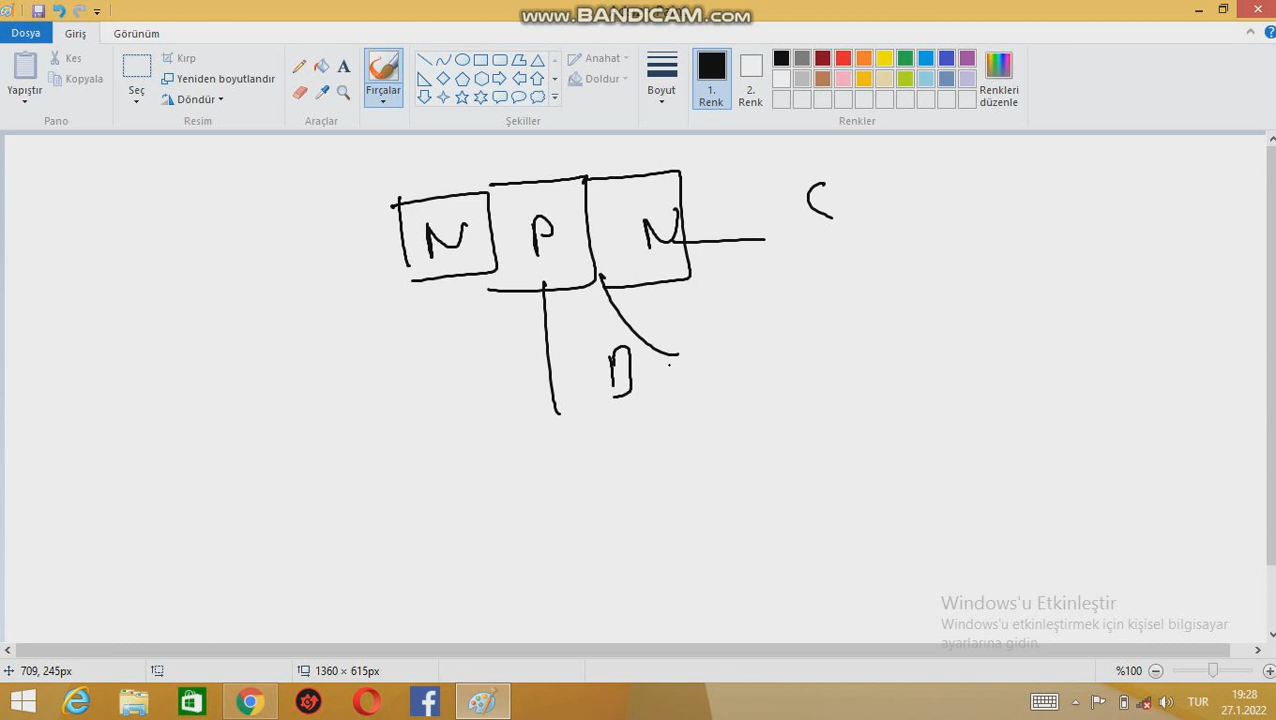 www.BANDICAM.com
Dosya
Giriş
Görünüm
Yapıştır
Kes
Kopyala
Seç
Kırp
Yeniden boyutlandır
Döndür
Fırçalar
Anahat
Doldur
Boyut
1.
Renk
2.
Renk
Renkleri
düzenle
Pano
Resim
Araçlar
Şekiller
Renkler
N P N
C
Windows'u Etkinleştir
Windows'u etkinleştirmek için kişisel bilgisayar
ayarlarına gidin.
709, 245px
1360 × 615px
%100
TUR
19:28
27.1.2022